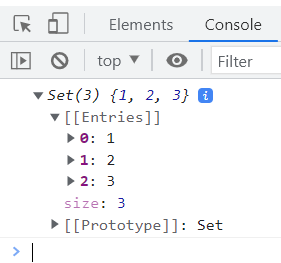 Elements Console
top Filter
Set(3) {1, 2, 3} i
[[Entries]]
0: 1
1: 2
2: 3
size: 3
[[Prototype]]: Set